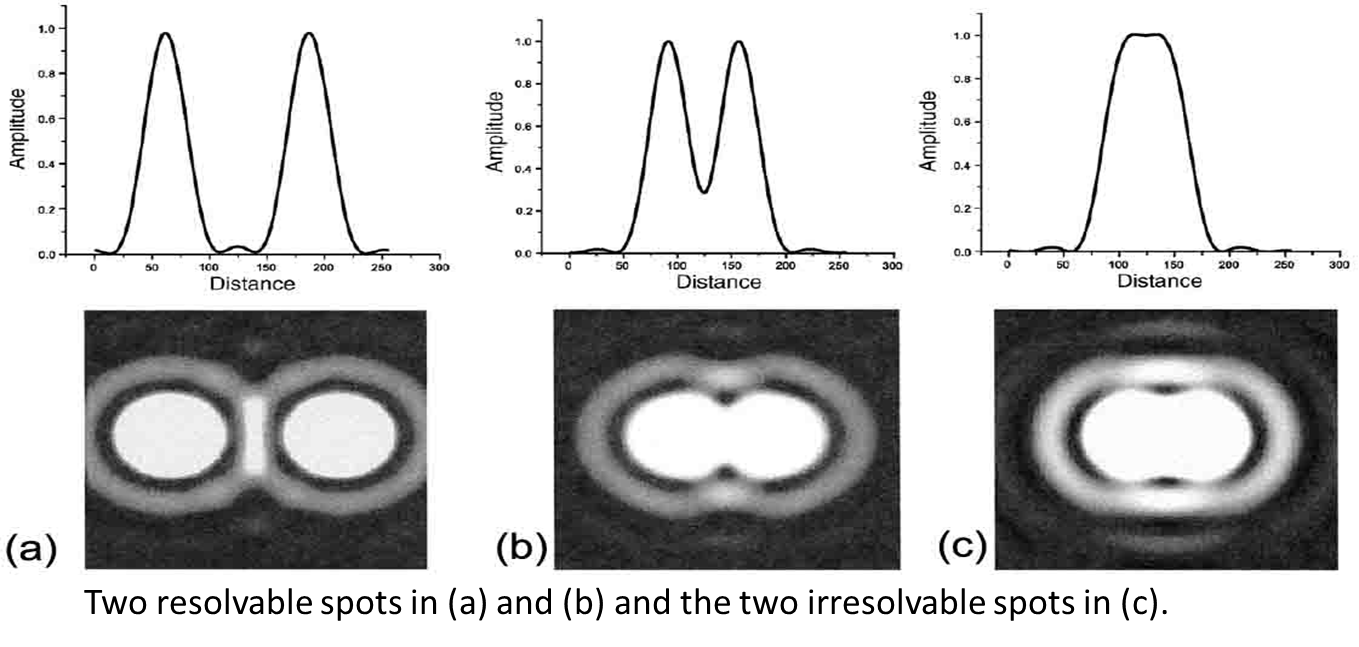 1.0
0.8
0.6
0.4
0.2
0.0
Amplitude
0 50 100 150 200 250 300
Distance
(a)
1.0
0.8
0.6
0.4
0.2
0.0
Amplitude
0 50 100 150 200 250 300
Distance
(b)
1.0
0.8
0.6
0.4
0.2
0.0
Amplitude
0 50 100 150 200 250 300
Distance
(c)
Two resolvable spots in (a) and (b) and the two irresolvable spots in (c).